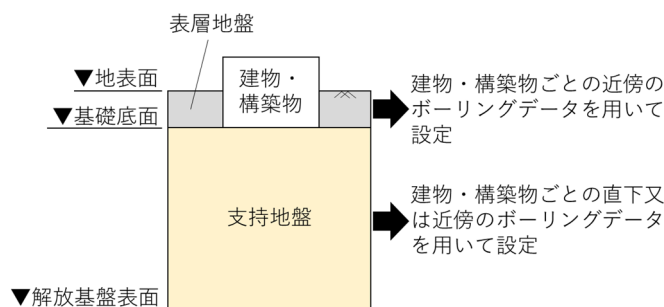 表層地盤
▼地表面
建物・
構築物
建物・構築物ごとの近傍の
ボーリングデータを用いて
設定
▼基礎底面
支持地盤
建物・構築物ごとの直下又
は近傍のボーリングデータ
を用いて設定
▼解放基盤表面